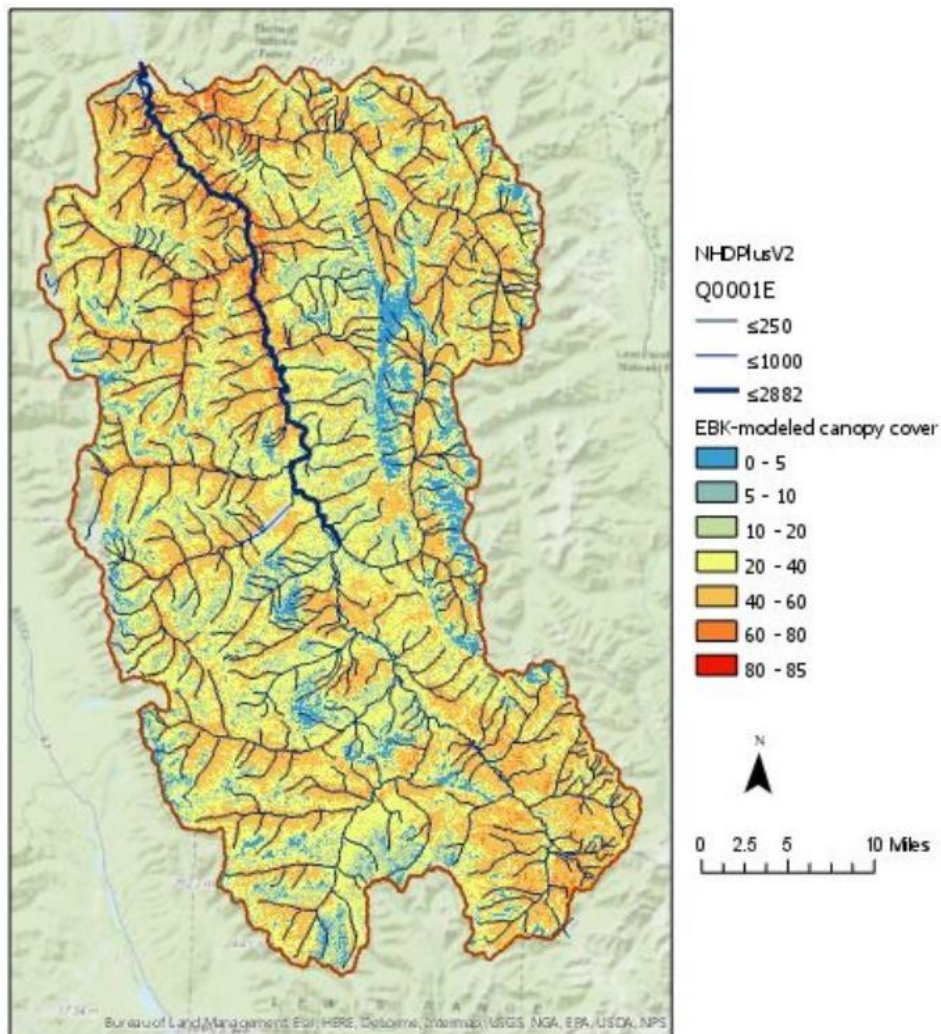 NHDPlusV2
Q0001E
≤250
≤1000
≤2882
EBK-modeled canopy cover
0 - 5
5 - 10
10 - 20
20 - 40
40 - 60
60 - 80
80 - 85
N
0 2.5 5 10 Miles
L E W I S R A N G E
Bureau of Land Management, Esri, HERE, DeLorme, Intermap, USGS, NGA, EPA, USDA, NPS